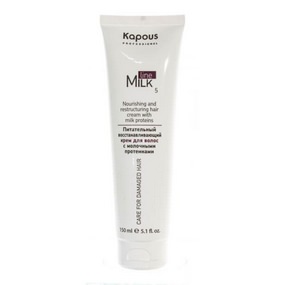 Kapous
PROFESSIONAL
line
MILK
5
Nourishing and
restructuring hair
cream with
milk proteins
Питательный
восстанавливающий
крем для волос
с молочными
протеинами
CARE FOR DAMAGED HAIR
150 ml e 5.1 fl. oz.